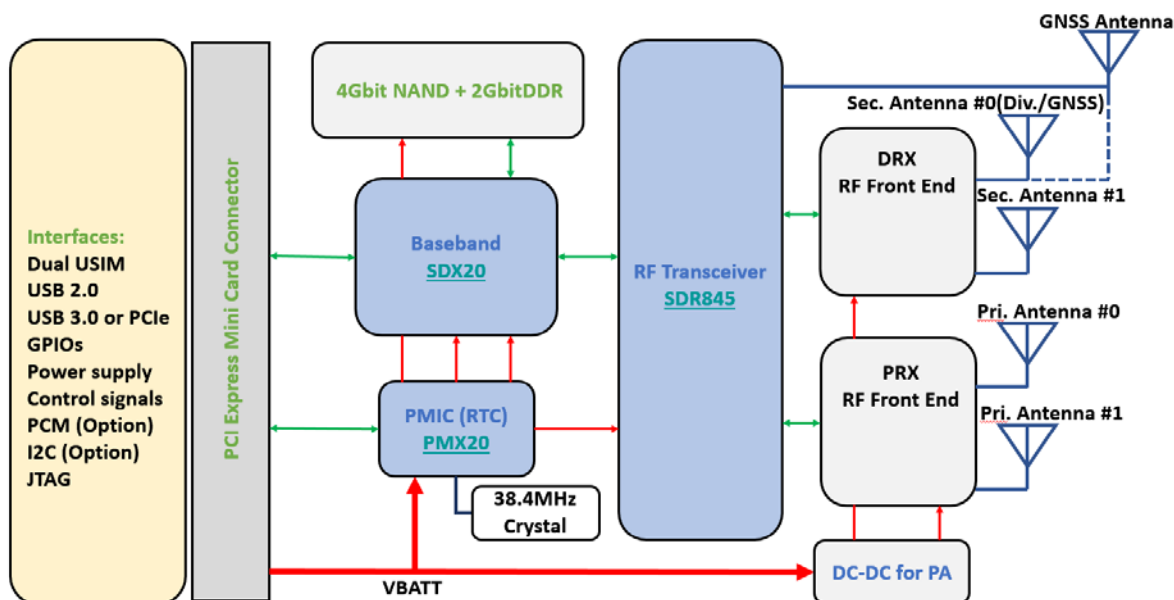 GNSS Antenna
4Gbit NAND + 2GbitDDR
Sec. Antenna #0(Div./GNSS)
DRX
RF Front End
Sec. Antenna #1
Interfaces:
Dual USIM
USB 2.0
USB 3.0 or PCIe
GPIOs
Power supply
Control signals
PCM (Option)
I2C (Option)
JTAG
PCI Express Mini Card Connector
Baseband
SDX20
RF Transceiver
SDR845
Pri. Antenna #0
PRX
RF Front End
Pri. Antenna #1
PMIC (RTC)
PMX20
38.4MHz
Crystal
VBATT
DC-DC for PA